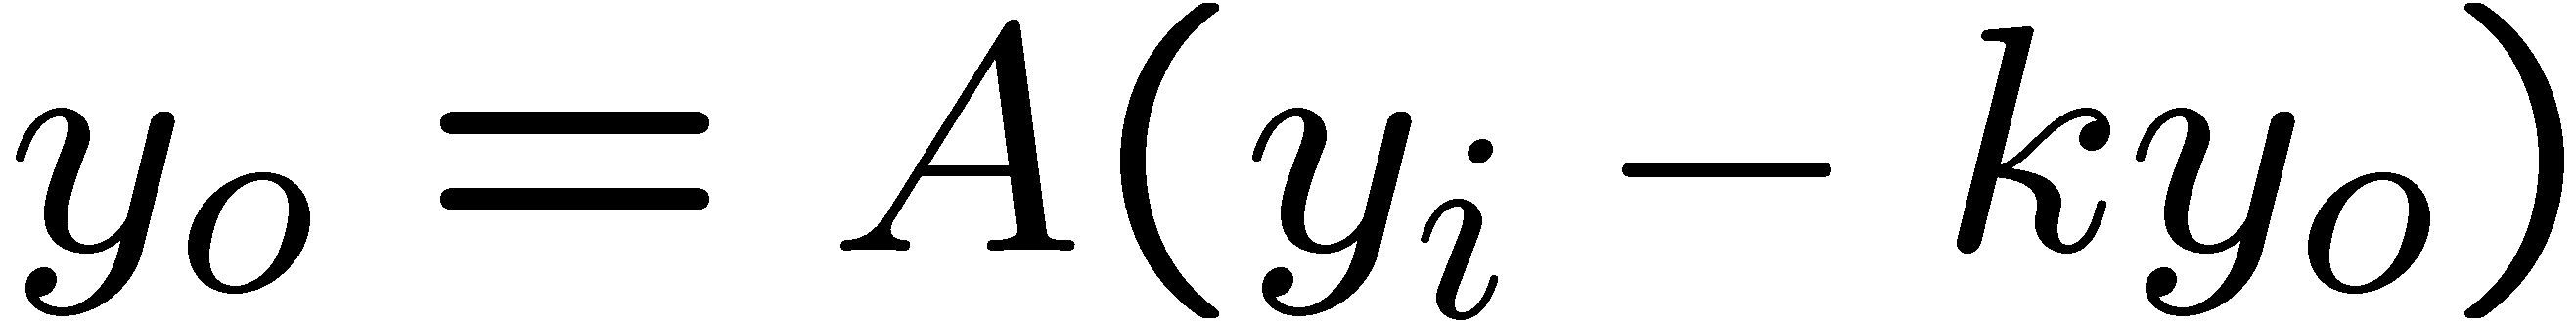 y_o = A(y_i − ky_o)